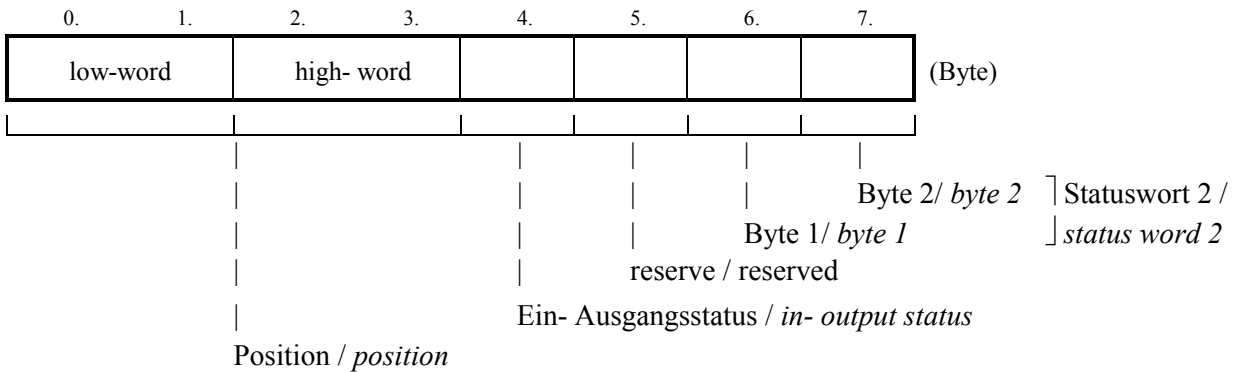 0. 1. 2. 3. 4. 5. 6. 7.
low-word high- word (Byte)
Byte 2/ byte 2 Statuswort 2 /
Byte 1/ byte 1 status word 2
reserve / reserved
Ein- Ausgangsstatus / in- output status
Position / position